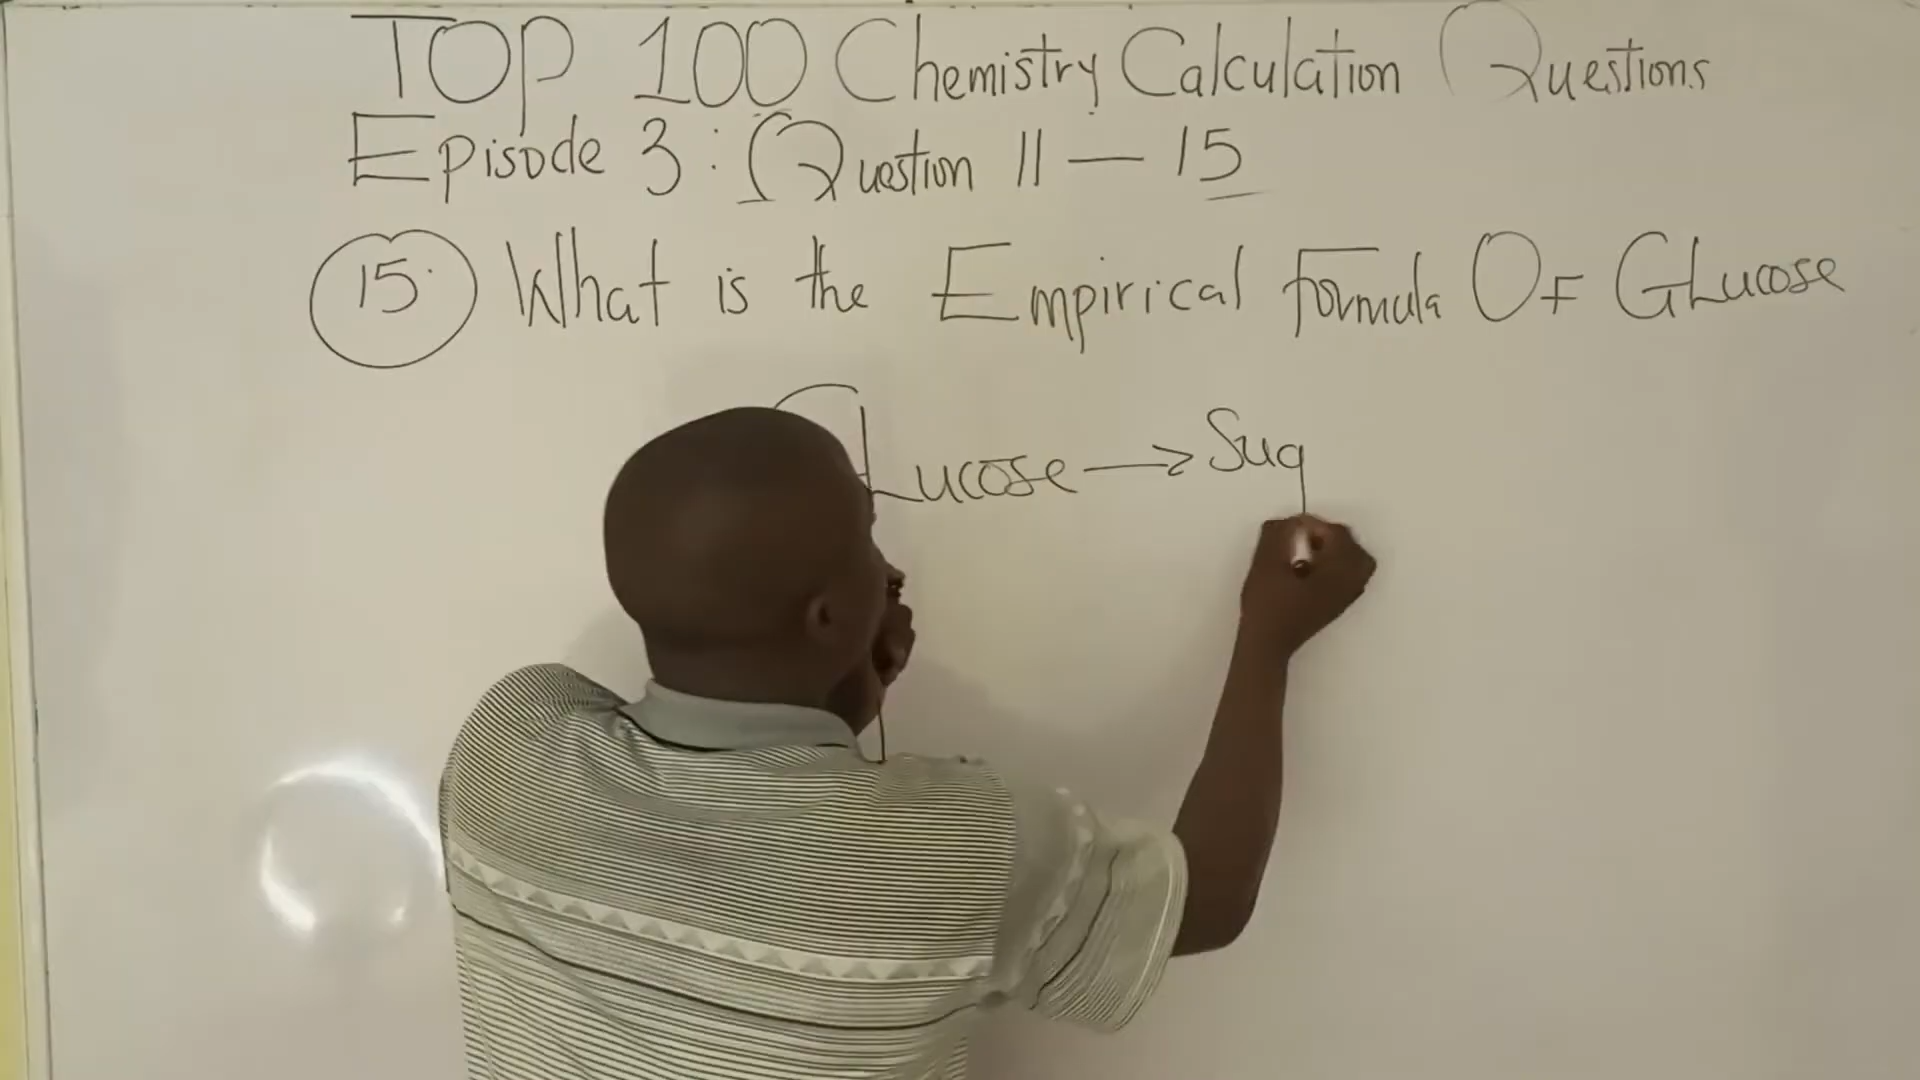 TOP 100 Chemistry Calculation Questions
Episode 3: Question 11 — 15
15. What is the Empirical formula OF GLucose
GLucose → Sug